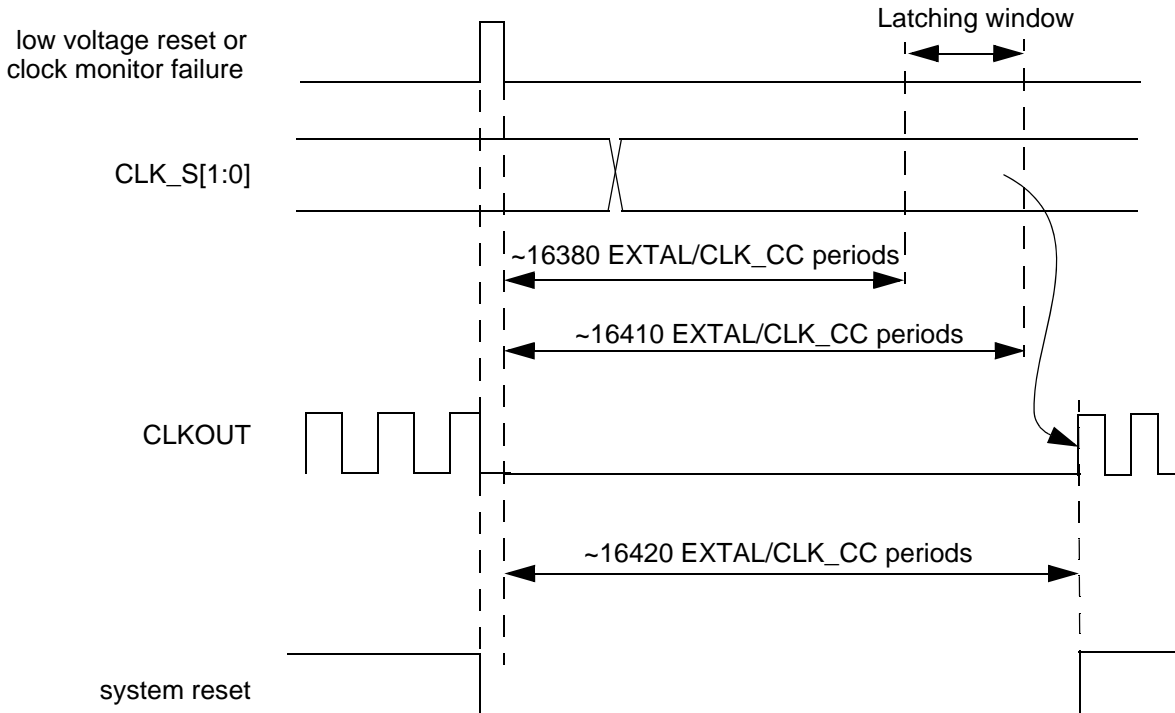 Latching window
low voltage reset or
clock monitor failure
CLK_S[1:0]
~16380 EXTAL/CLK_CC periods
~16410 EXTAL/CLK_CC periods
CLKOUT
~16420 EXTAL/CLK_CC periods
system reset